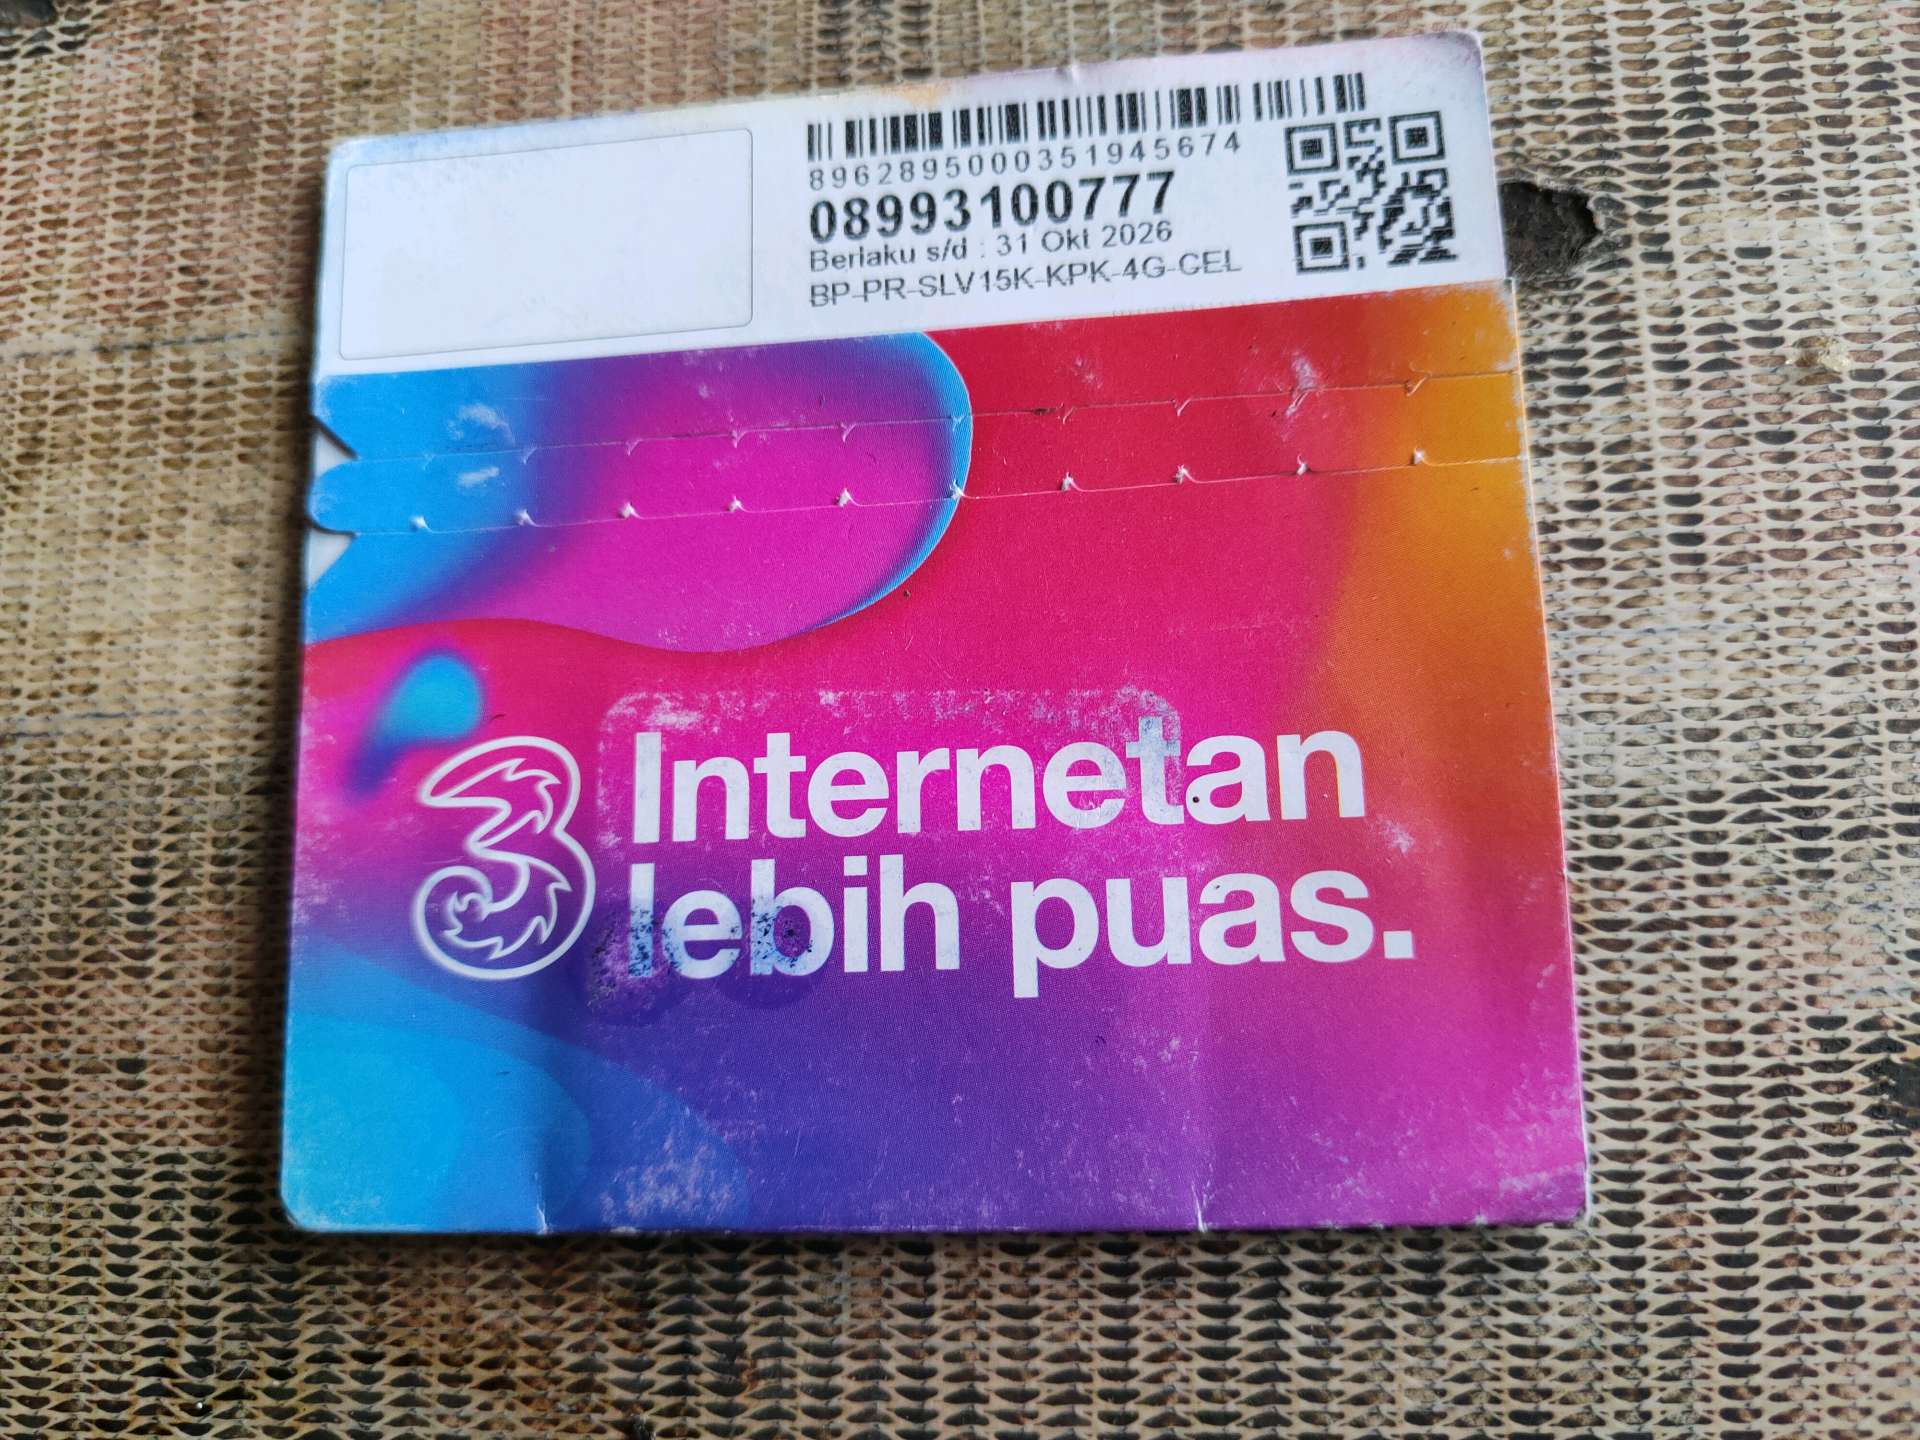 8962895000351945674
08993100777
Berlaku s/d : 31 Okt 2026
BP-PR-SLV15K-KPK-4G-CEL
3
Internetan
lebih puas.